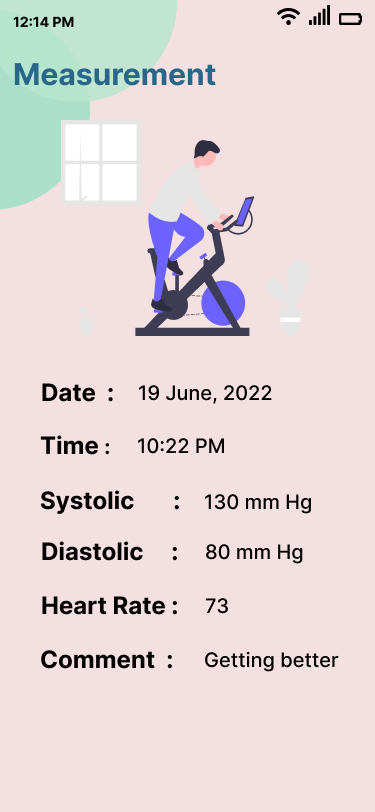 12:14 PM
Measurement
Date : 19 June, 2022
Time : 10:22 PM
Systolic : 130 mm Hg
Diastolic : 80 mm Hg
Heart Rate : 73
Comment : Getting better